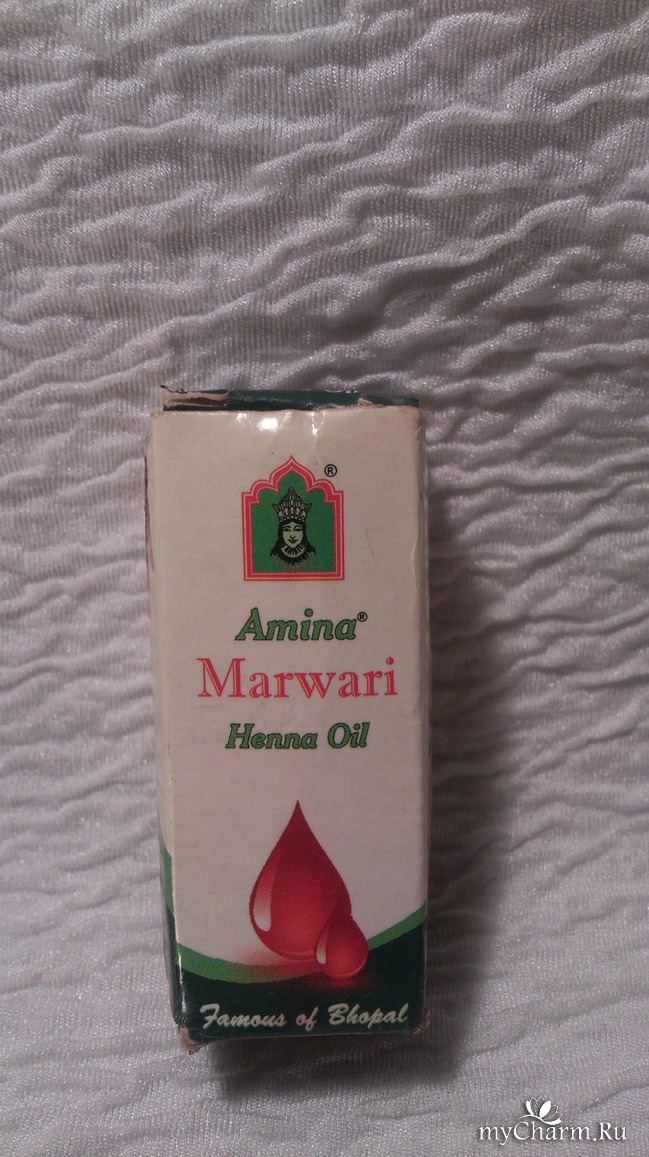 ®
Amina®
Marwari
Henna Oil
Famous of Bhopal
myCharm.Ru